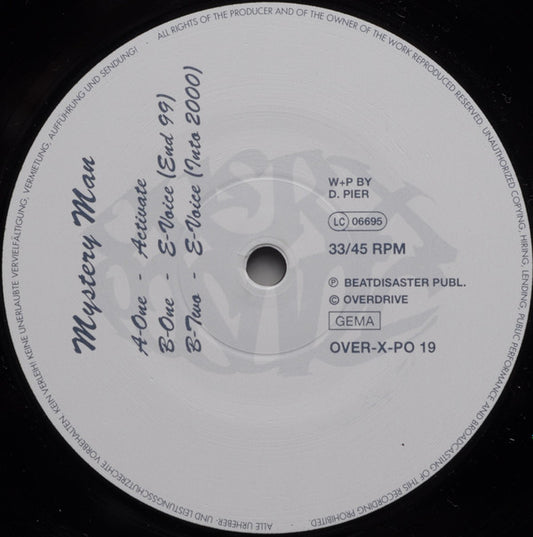 ALL RIGHTS OF THE PRODUCER AND OF THE OWNER OF THE WORK REPRODUCED RESERVED. UNAUTHORIZED COPYING, HIRING, LENDING, PUBLIC PERFORMANCE AND BROADCASTING OF THIS RECORDING PROHIBITED.
ALLE URHEBER- UND LEISTUNGSSCHUTZRECHTE VORBEHALTEN. KEIN VERLEIH! KEINE UNERLAUBTE VERVIELFÄLTIGUNG, VERMIETUNG, AUFFÜHRUNG UND SENDUNG!
Mystery Man
A-One - Activate
B-One - E-Voice (End 99)
B-Two - E-Voice (Into 2000)
W+P BY
D. PIER
LC 06695
33/45 RPM
℗ BEATDISASTER PUBL.
© OVERDRIVE
GEMA
OVER-X-PO 19